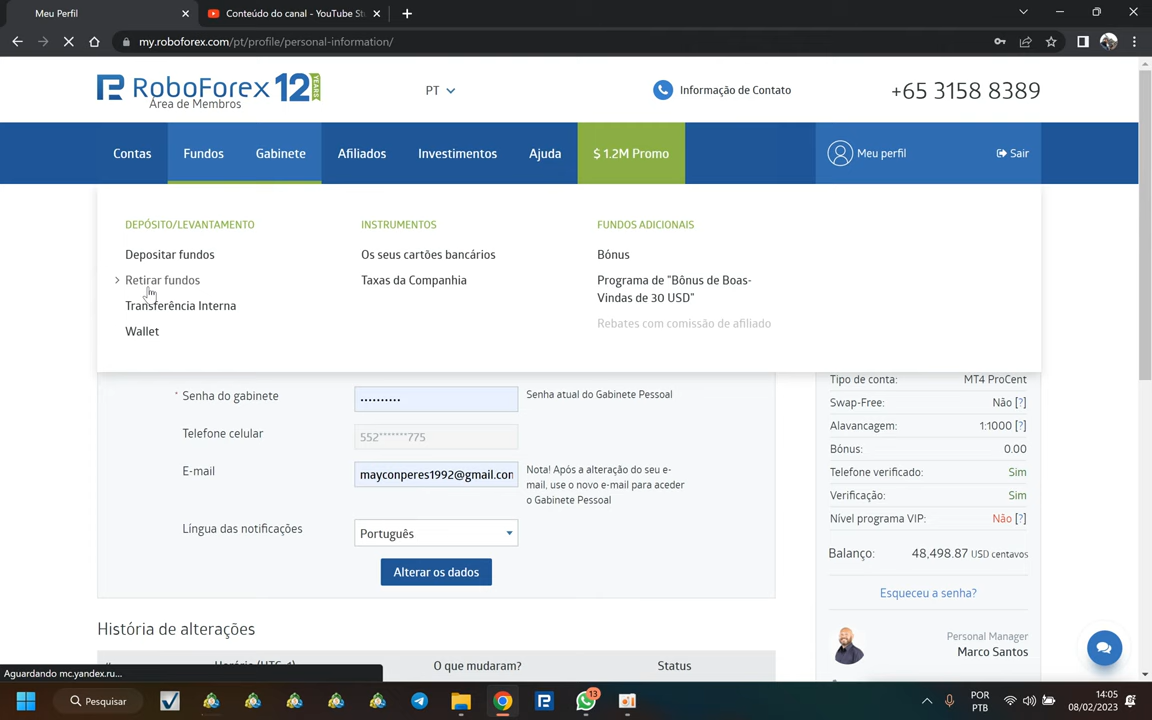 Meu Perfil
Conteúdo do canal - YouTube St
my.roboforex.com/pt/profile/personal-information/
RoboForex 12 YEARS
Área de Membros
PT
Informação de Contato
+65 3158 8389
Contas
Fundos
Gabinete
Afiliados
Investimentos
Ajuda
$ 1.2M Promo
Meu perfil
Sair
DEPÓSITO/LEVANTAMENTO
INSTRUMENTOS
FUNDOS ADICIONAIS
Depositar fundos
Os seus cartões bancários
Bónus
Retirar fundos
Taxas da Companhia
Programa de "Bônus de Boas-
Vindas de 30 USD"
Transferência Interna
Rebates com comissão de afiliado
Wallet
Tipo de conta: MT4 ProCent
* Senha do gabinete
••••••••••
Senha atual do Gabinete Pessoal
Swap-Free: Não [?]
Alavancagem: 1:1000 [?]
Telefone celular
552*******775
Bónus: 0.00
E-mail
mayconperes1992@gmail.con
Nota! Após a alteração do seu e-
mail, use o novo e-mail para aceder
o Gabinete Pessoal
Telefone verificado: Sim
Verificação: Sim
Nível programa VIP: Não [?]
Língua das notificações
Português
Balanço: 48,498.87 USD centavos
Alterar os dados
Esqueceu a senha?
História de alterações
Personal Manager
Marco Santos
O que mudaram?
Status
Aguardando mc.yandex.ru...
Pesquisar
13
POR
PTB
14:05
08/02/2023